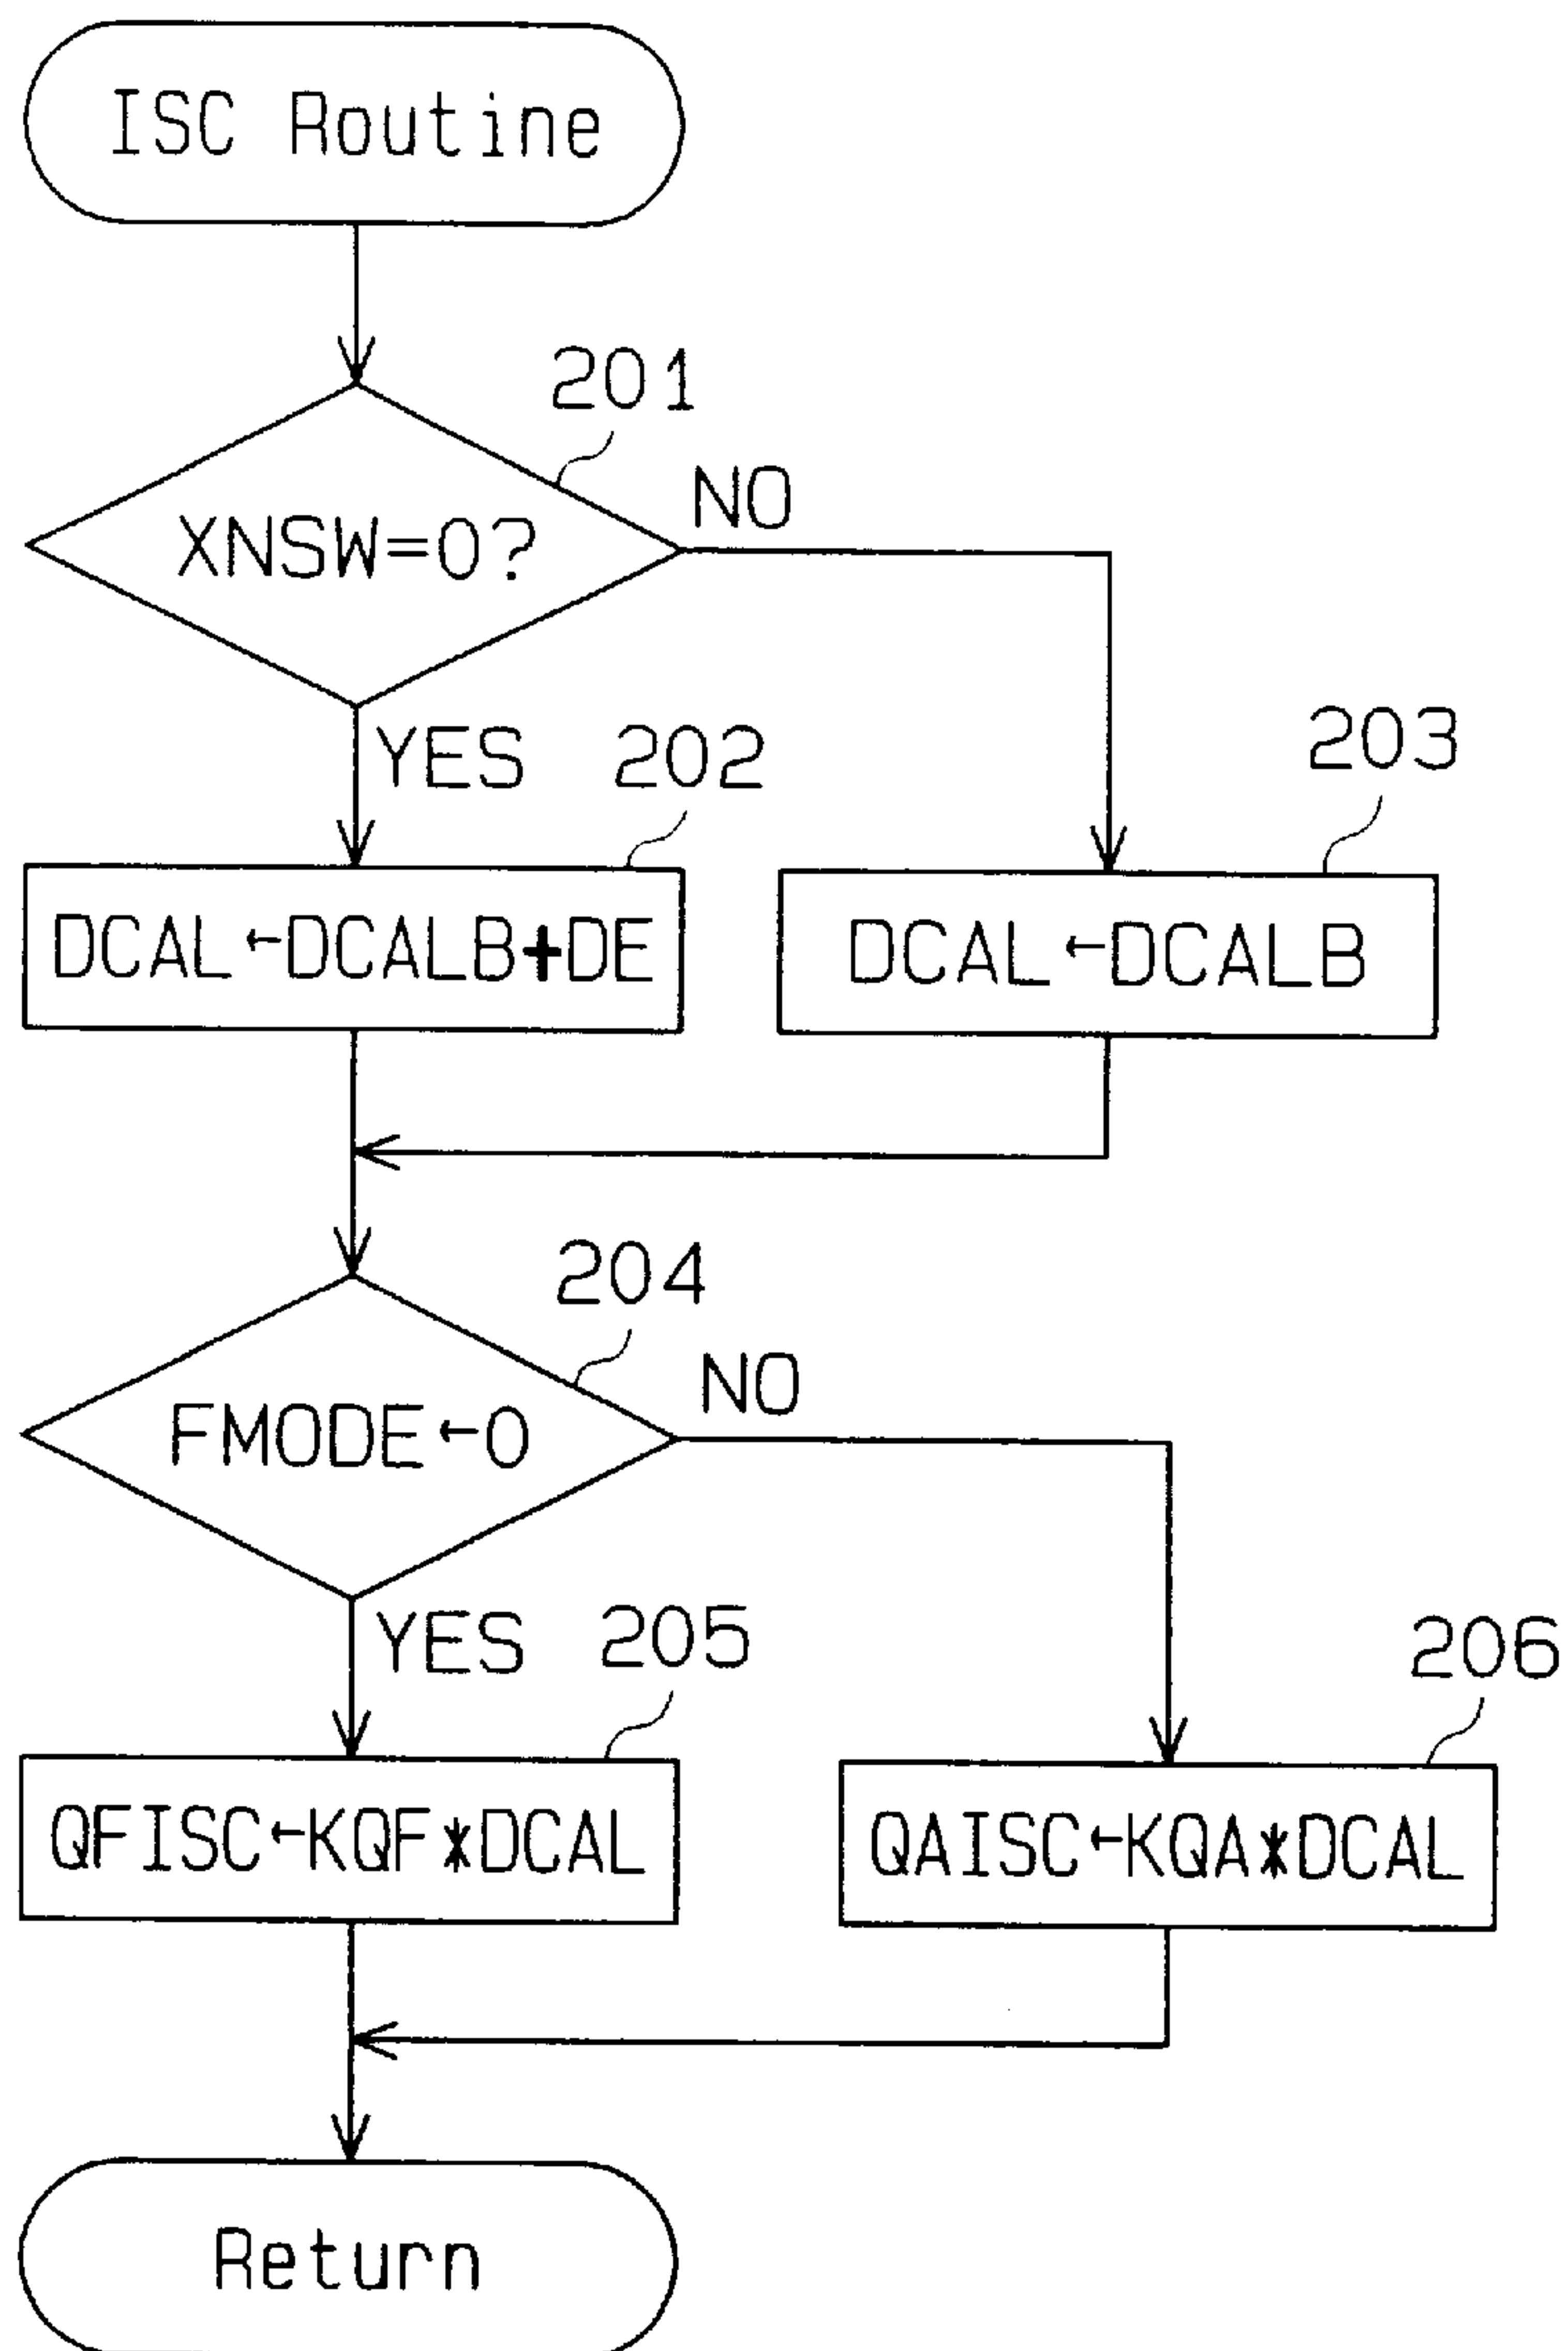 ISC Routine
201
XNSW=0?
NO
YES
202
203
DCAL←DCALB+DE
DCAL←DCALB
204
FMODE←0
NO
YES
205
206
QFISC←KQF*DCAL
QAISC←KQA*DCAL
Return